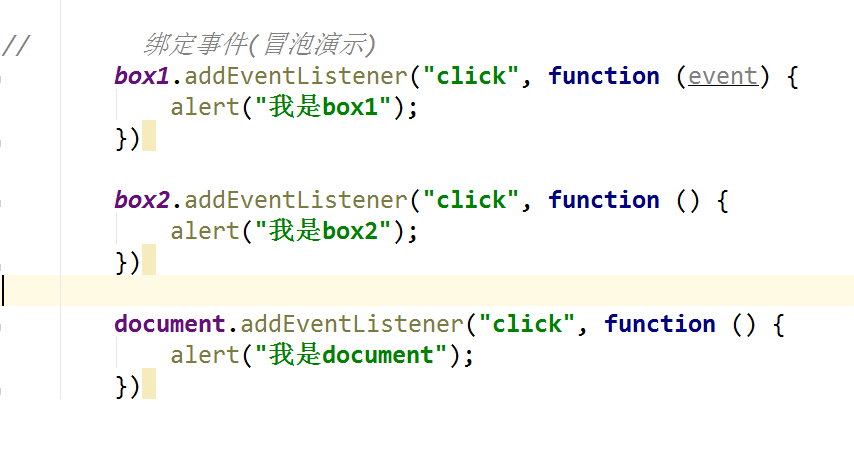 //        绑定事件(冒泡演示)
box1.addEventListener("click", function (event) {
    alert("我是box1");
})
box2.addEventListener("click", function () {
    alert("我是box2");
})
document.addEventListener("click", function () {
    alert("我是document");
})